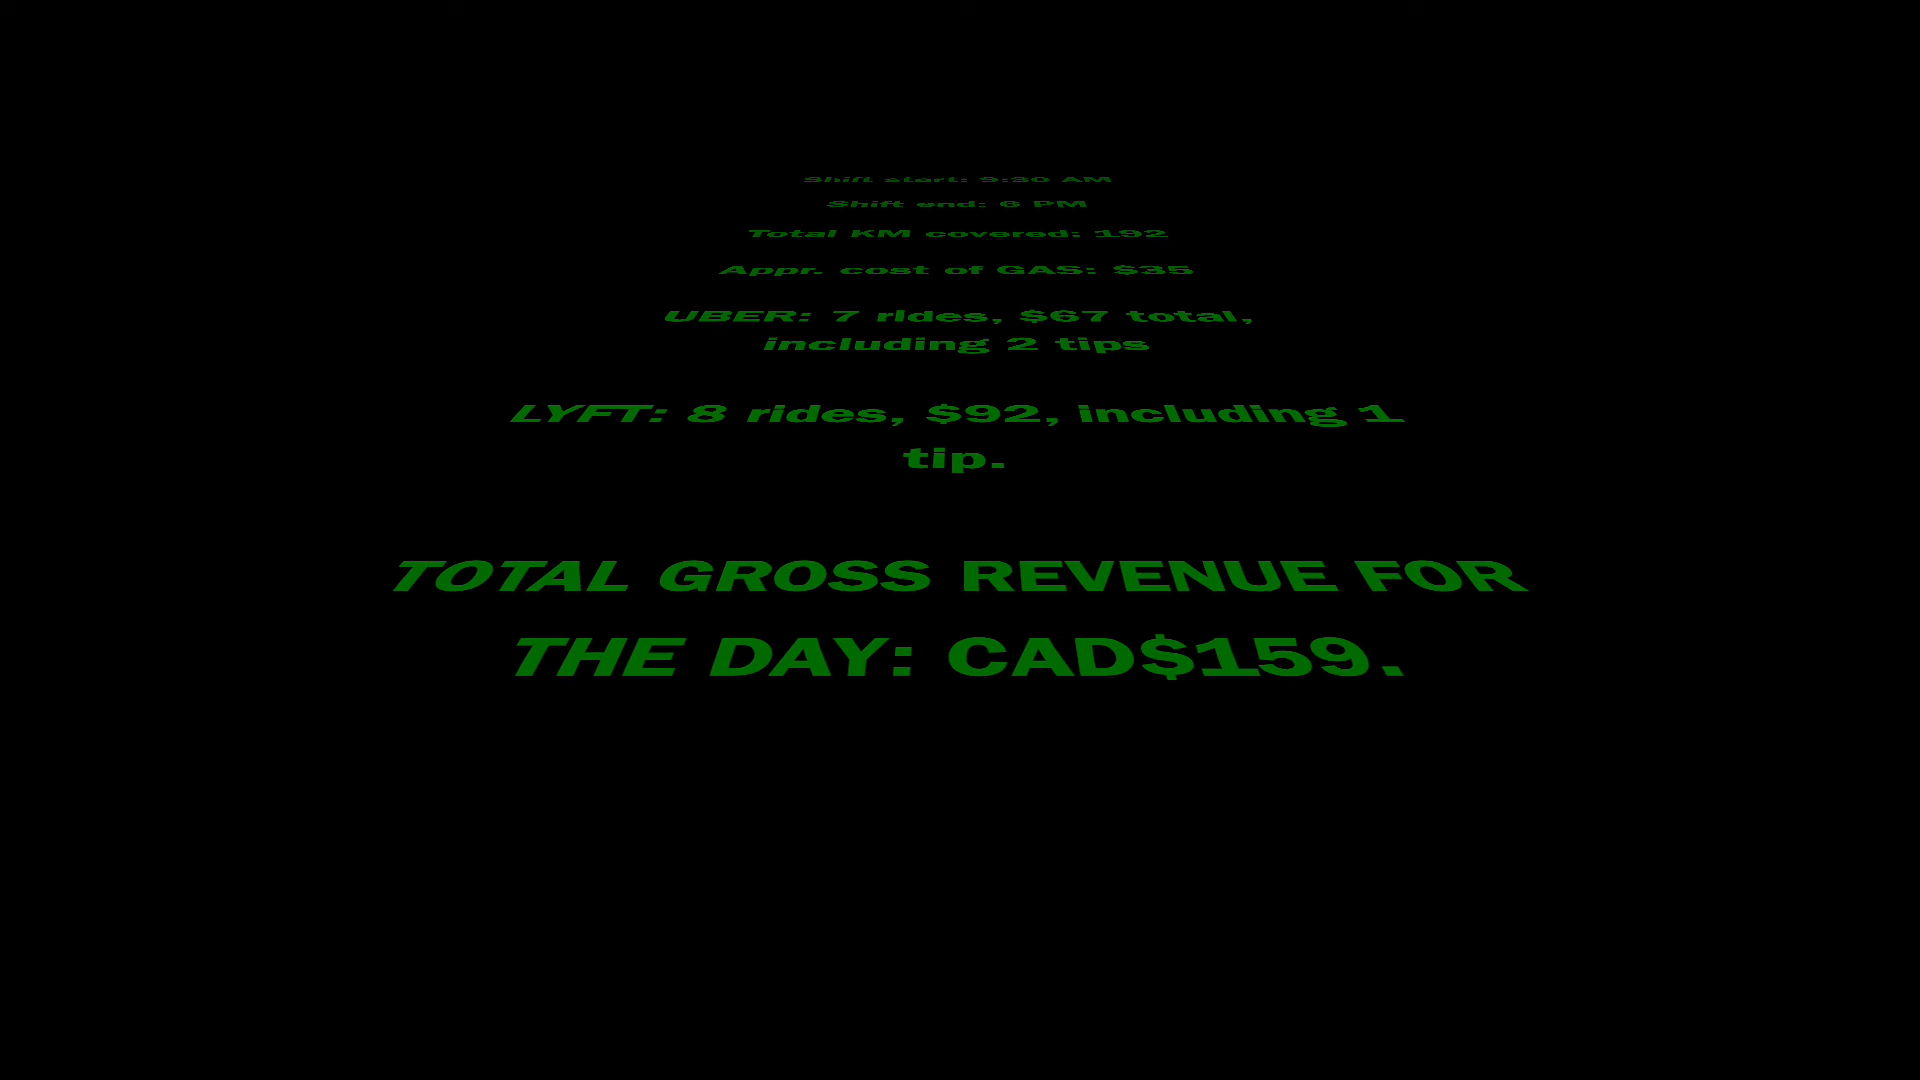 Shift start: 9:30 AM
Shift end: 6 PM
Total KM covered: 192
Appr. cost of GAS: $35
UBER: 7 rides, $67 total,
including 2 tips
LYFT: 8 rides, $92, including 1
tip.
TOTAL GROSS REVENUE FOR
THE DAY: CAD$159.